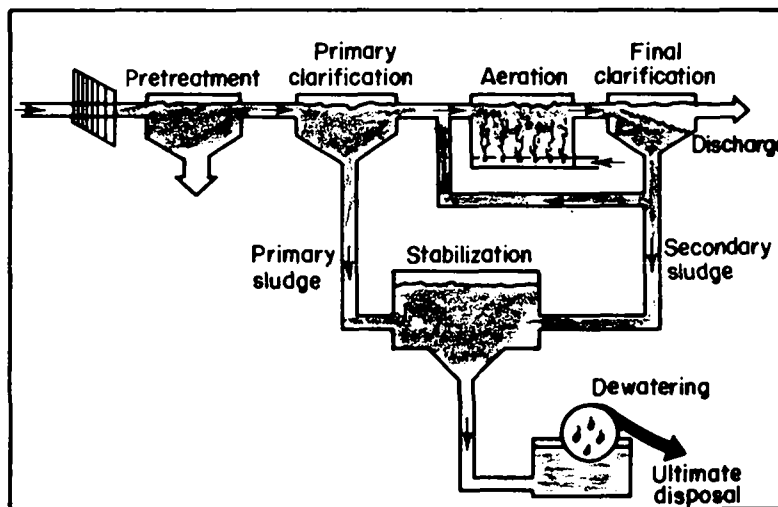 Pretreatment
Primary
clarification
Aeration
Final
clarification
Discharge
Primary
sludge
Stabilization
Secondary
sludge
Dewatering
Ultimate
disposal